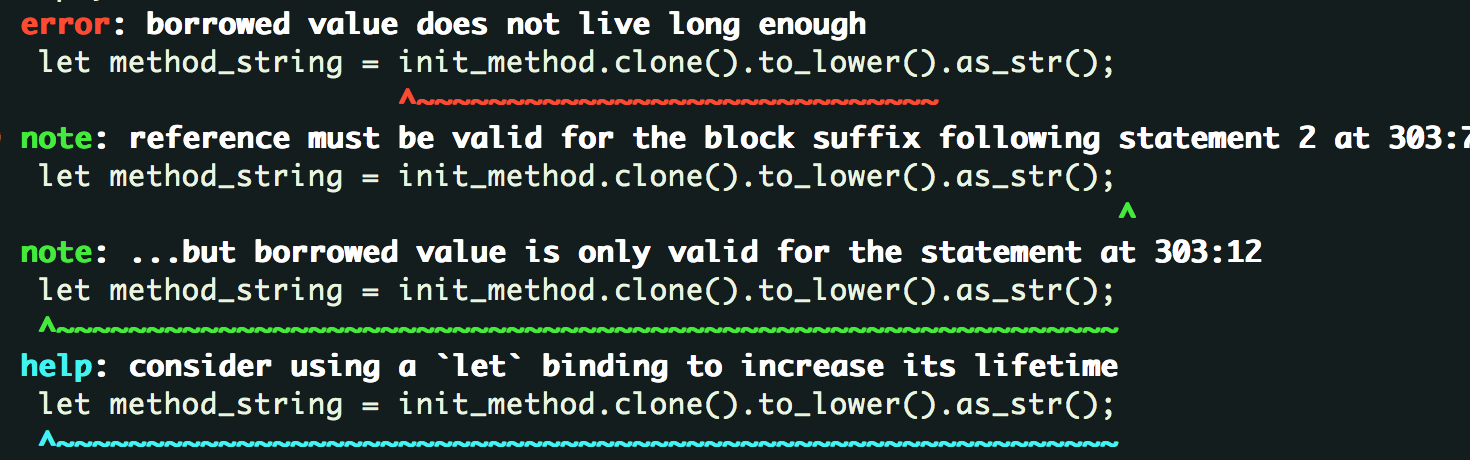 error: borrowed value does not live long enough
let method_string = init_method.clone().to_lower().as_str();
^~~~~~~~~~~~~~~~~~~~~~~~~~~~~~
note: reference must be valid for the block suffix following statement 2 at 303:7
let method_string = init_method.clone().to_lower().as_str();
^
note: ...but borrowed value is only valid for the statement at 303:12
let method_string = init_method.clone().to_lower().as_str();
^~~~~~~~~~~~~~~~~~~~~~~~~~~~~~~~~~~~~~~~~~~~~~~~~~~~~~~~~~~~
help: consider using a `let` binding to increase its lifetime
let method_string = init_method.clone().to_lower().as_str();
^~~~~~~~~~~~~~~~~~~~~~~~~~~~~~~~~~~~~~~~~~~~~~~~~~~~~~~~~~~~